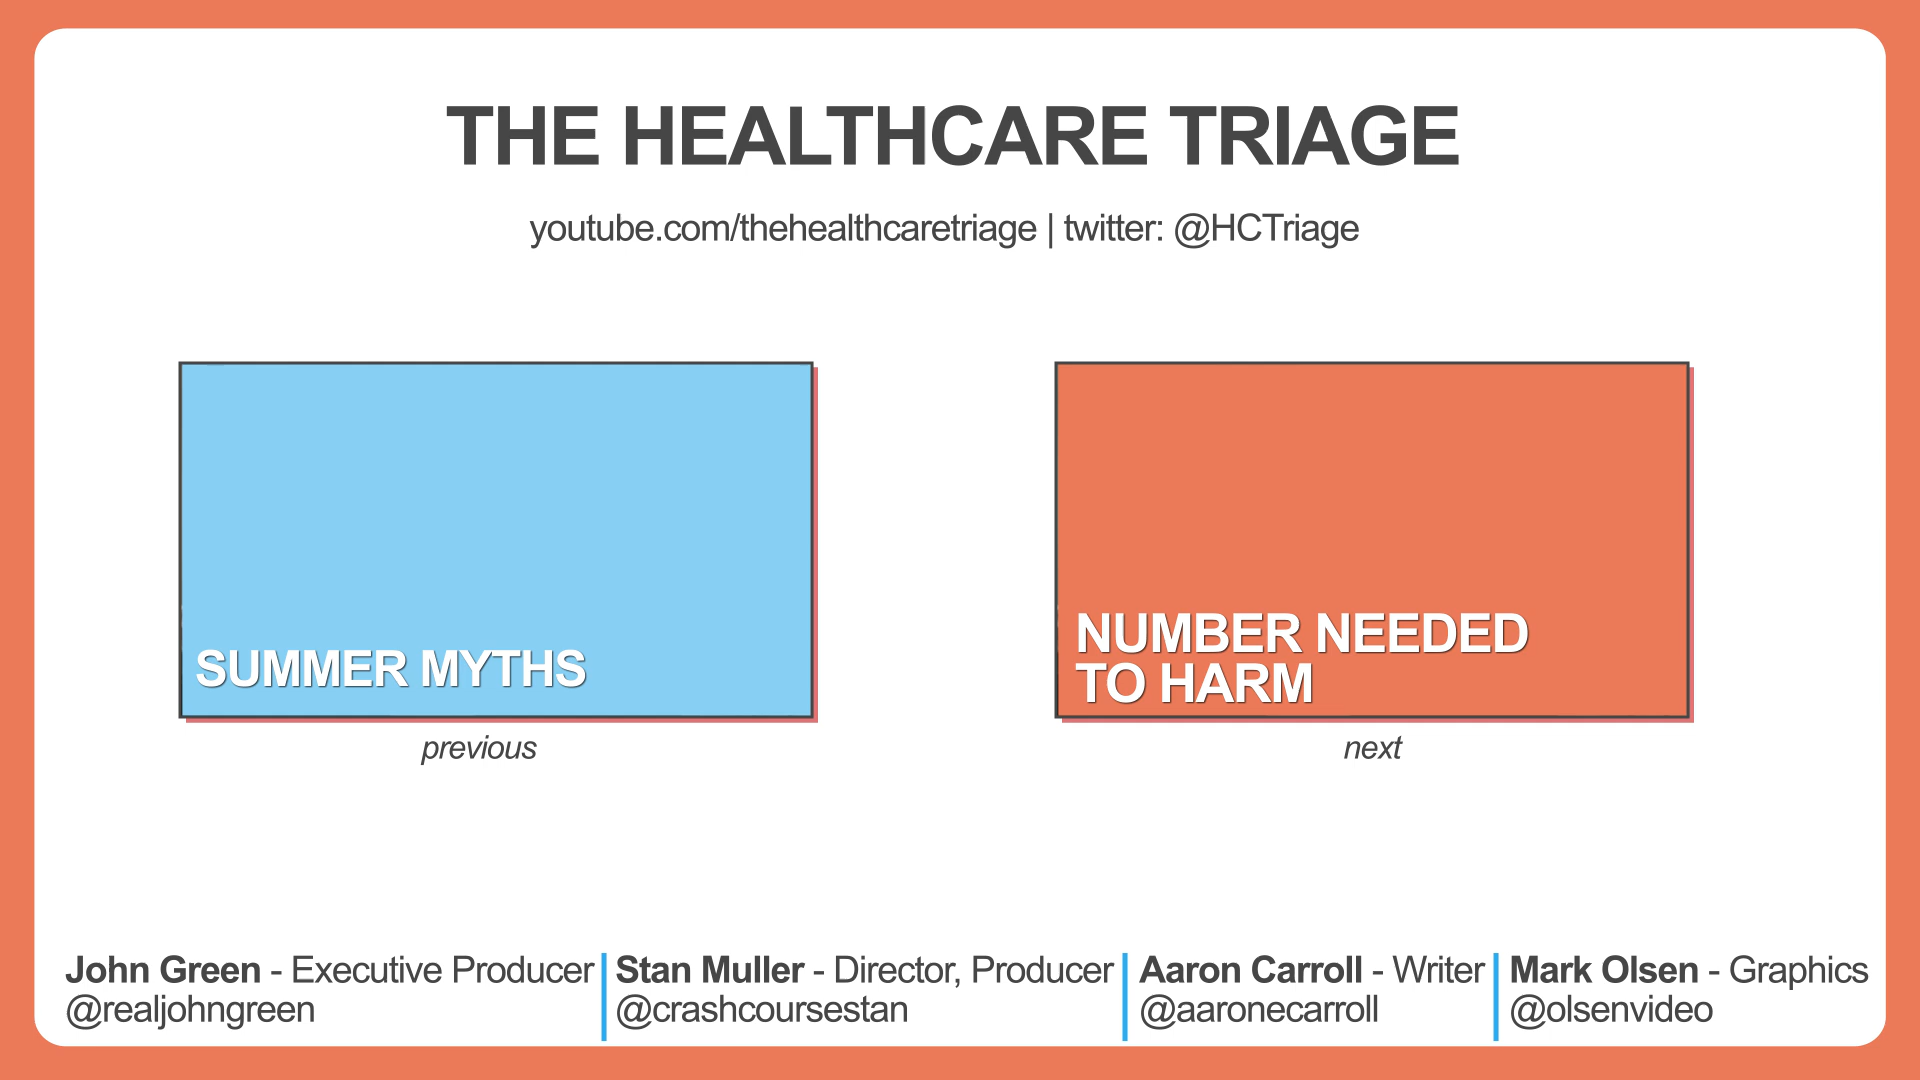 THE HEALTHCARE TRIAGE
youtube.com/thehealthcaretriage | twitter: @HCTriage
SUMMER MYTHS
previous
NUMBER NEEDED
TO HARM
next
John Green - Executive Producer
@realjohngreen
Stan Muller - Director, Producer
@crashcoursestan
Aaron Carroll - Writer
@aaronecarroll
Mark Olsen - Graphics
@olsenvideo